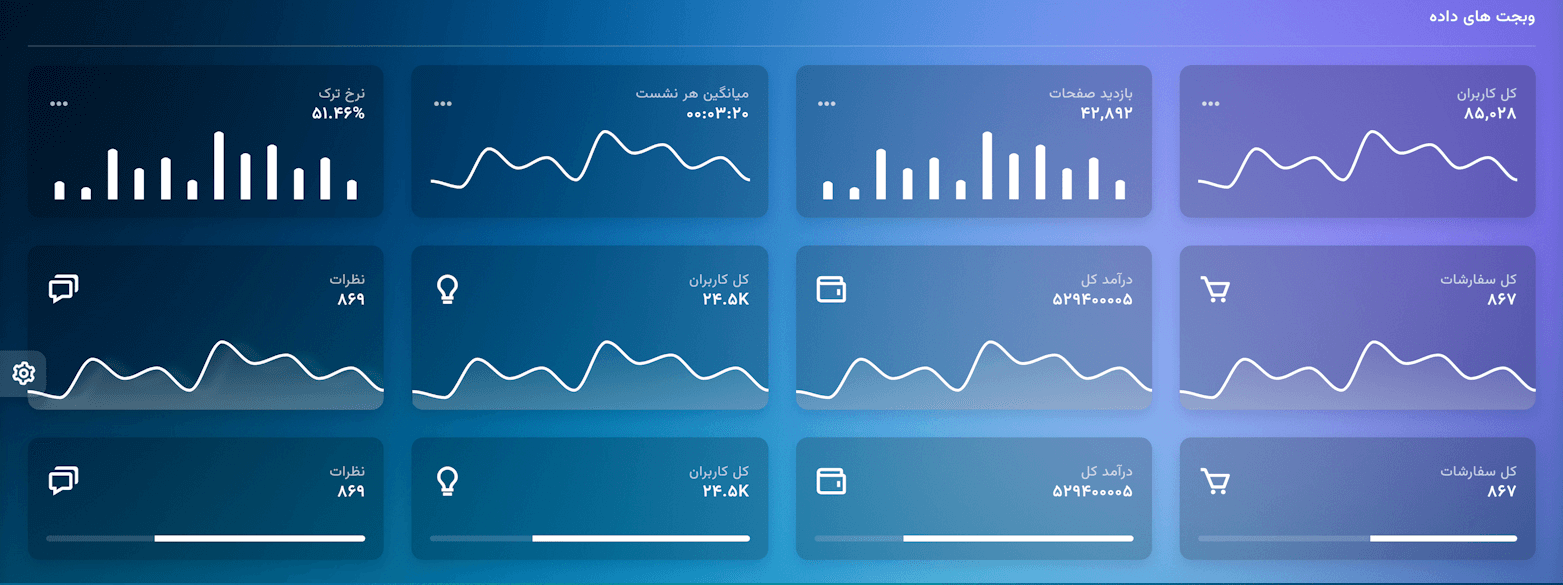 وبجت های داده
کل کاربران
۸۵,۰۲۸
بازدید صفحات
۴۲,۸۹۲
میانگین هر نشست
۰۰:۰۳:۲۰
نرخ ترک
۵۱.۴۶%
کل سفارشات
۸۶۷
درآمد کل
۵۲۹۴۰۰۰۰۵
کل کاربران
۲۴.۵K
نظرات
۸۶۹
کل سفارشات
۸۶۷
درآمد کل
۵۲۹۴۰۰۰۰۵
کل کاربران
۲۴.۵K
نظرات
۸۶۹